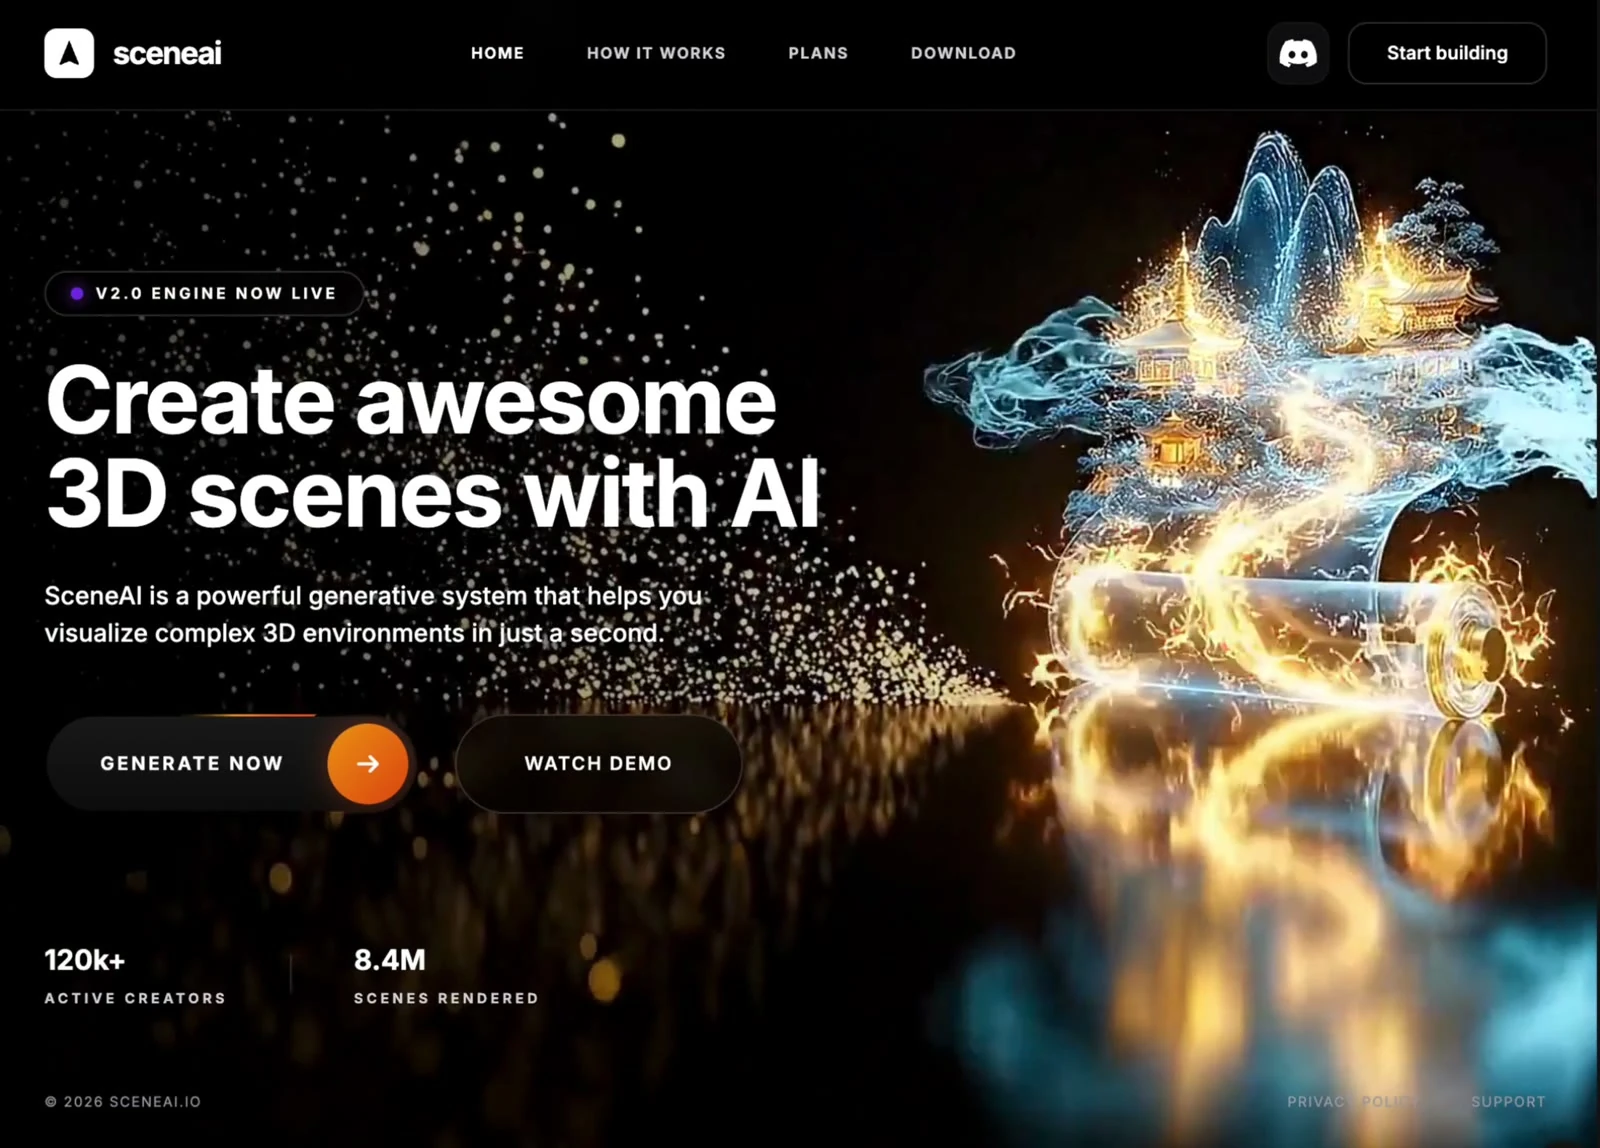 sceneai
HOME
HOW IT WORKS
PLANS
DOWNLOAD
Start building
V2.0 ENGINE NOW LIVE
Create awesome
3D scenes with AI
SceneAI is a powerful generative system that helps you
visualize complex 3D environments in just a second.
GENERATE NOW
WATCH DEMO
120k+
8.4M
ACTIVE CREATORS
SCENES RENDERED
© 2026 SCENEAI.IO
PRIVACY POLICY
SUPPORT